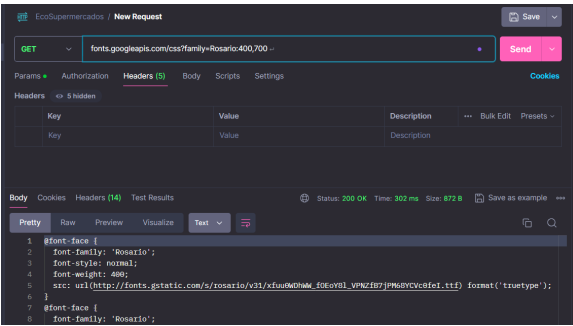 EcoSupermercados / New Request
Save
GET
fonts.googleapis.com/css?family=Rosario:400,700
Send
Params
Authorization
Headers (5)
Body
Scripts
Settings
Cookies
Headers
5 hidden
Key
Value
Description
Bulk Edit
Presets
Key
Value
Description
Body
Cookies
Headers (14)
Test Results
Status: 200 OK
Time: 302 ms
Size: 872 B
Save as example
Pretty
Raw
Preview
Visualize
Text
1 @font-face {
2 font-family: 'Rosario';
3 font-style: normal;
4 font-weight: 400;
5 src: url(http://fonts.gstatic.com/s/rosario/v31/xfuu0WDhWW_fOEoY8l_VPNZfB7jPM68YCVc0feI.ttf) format('truetype');
6 }
7 @font-face {
8 font-family: 'Rosario';